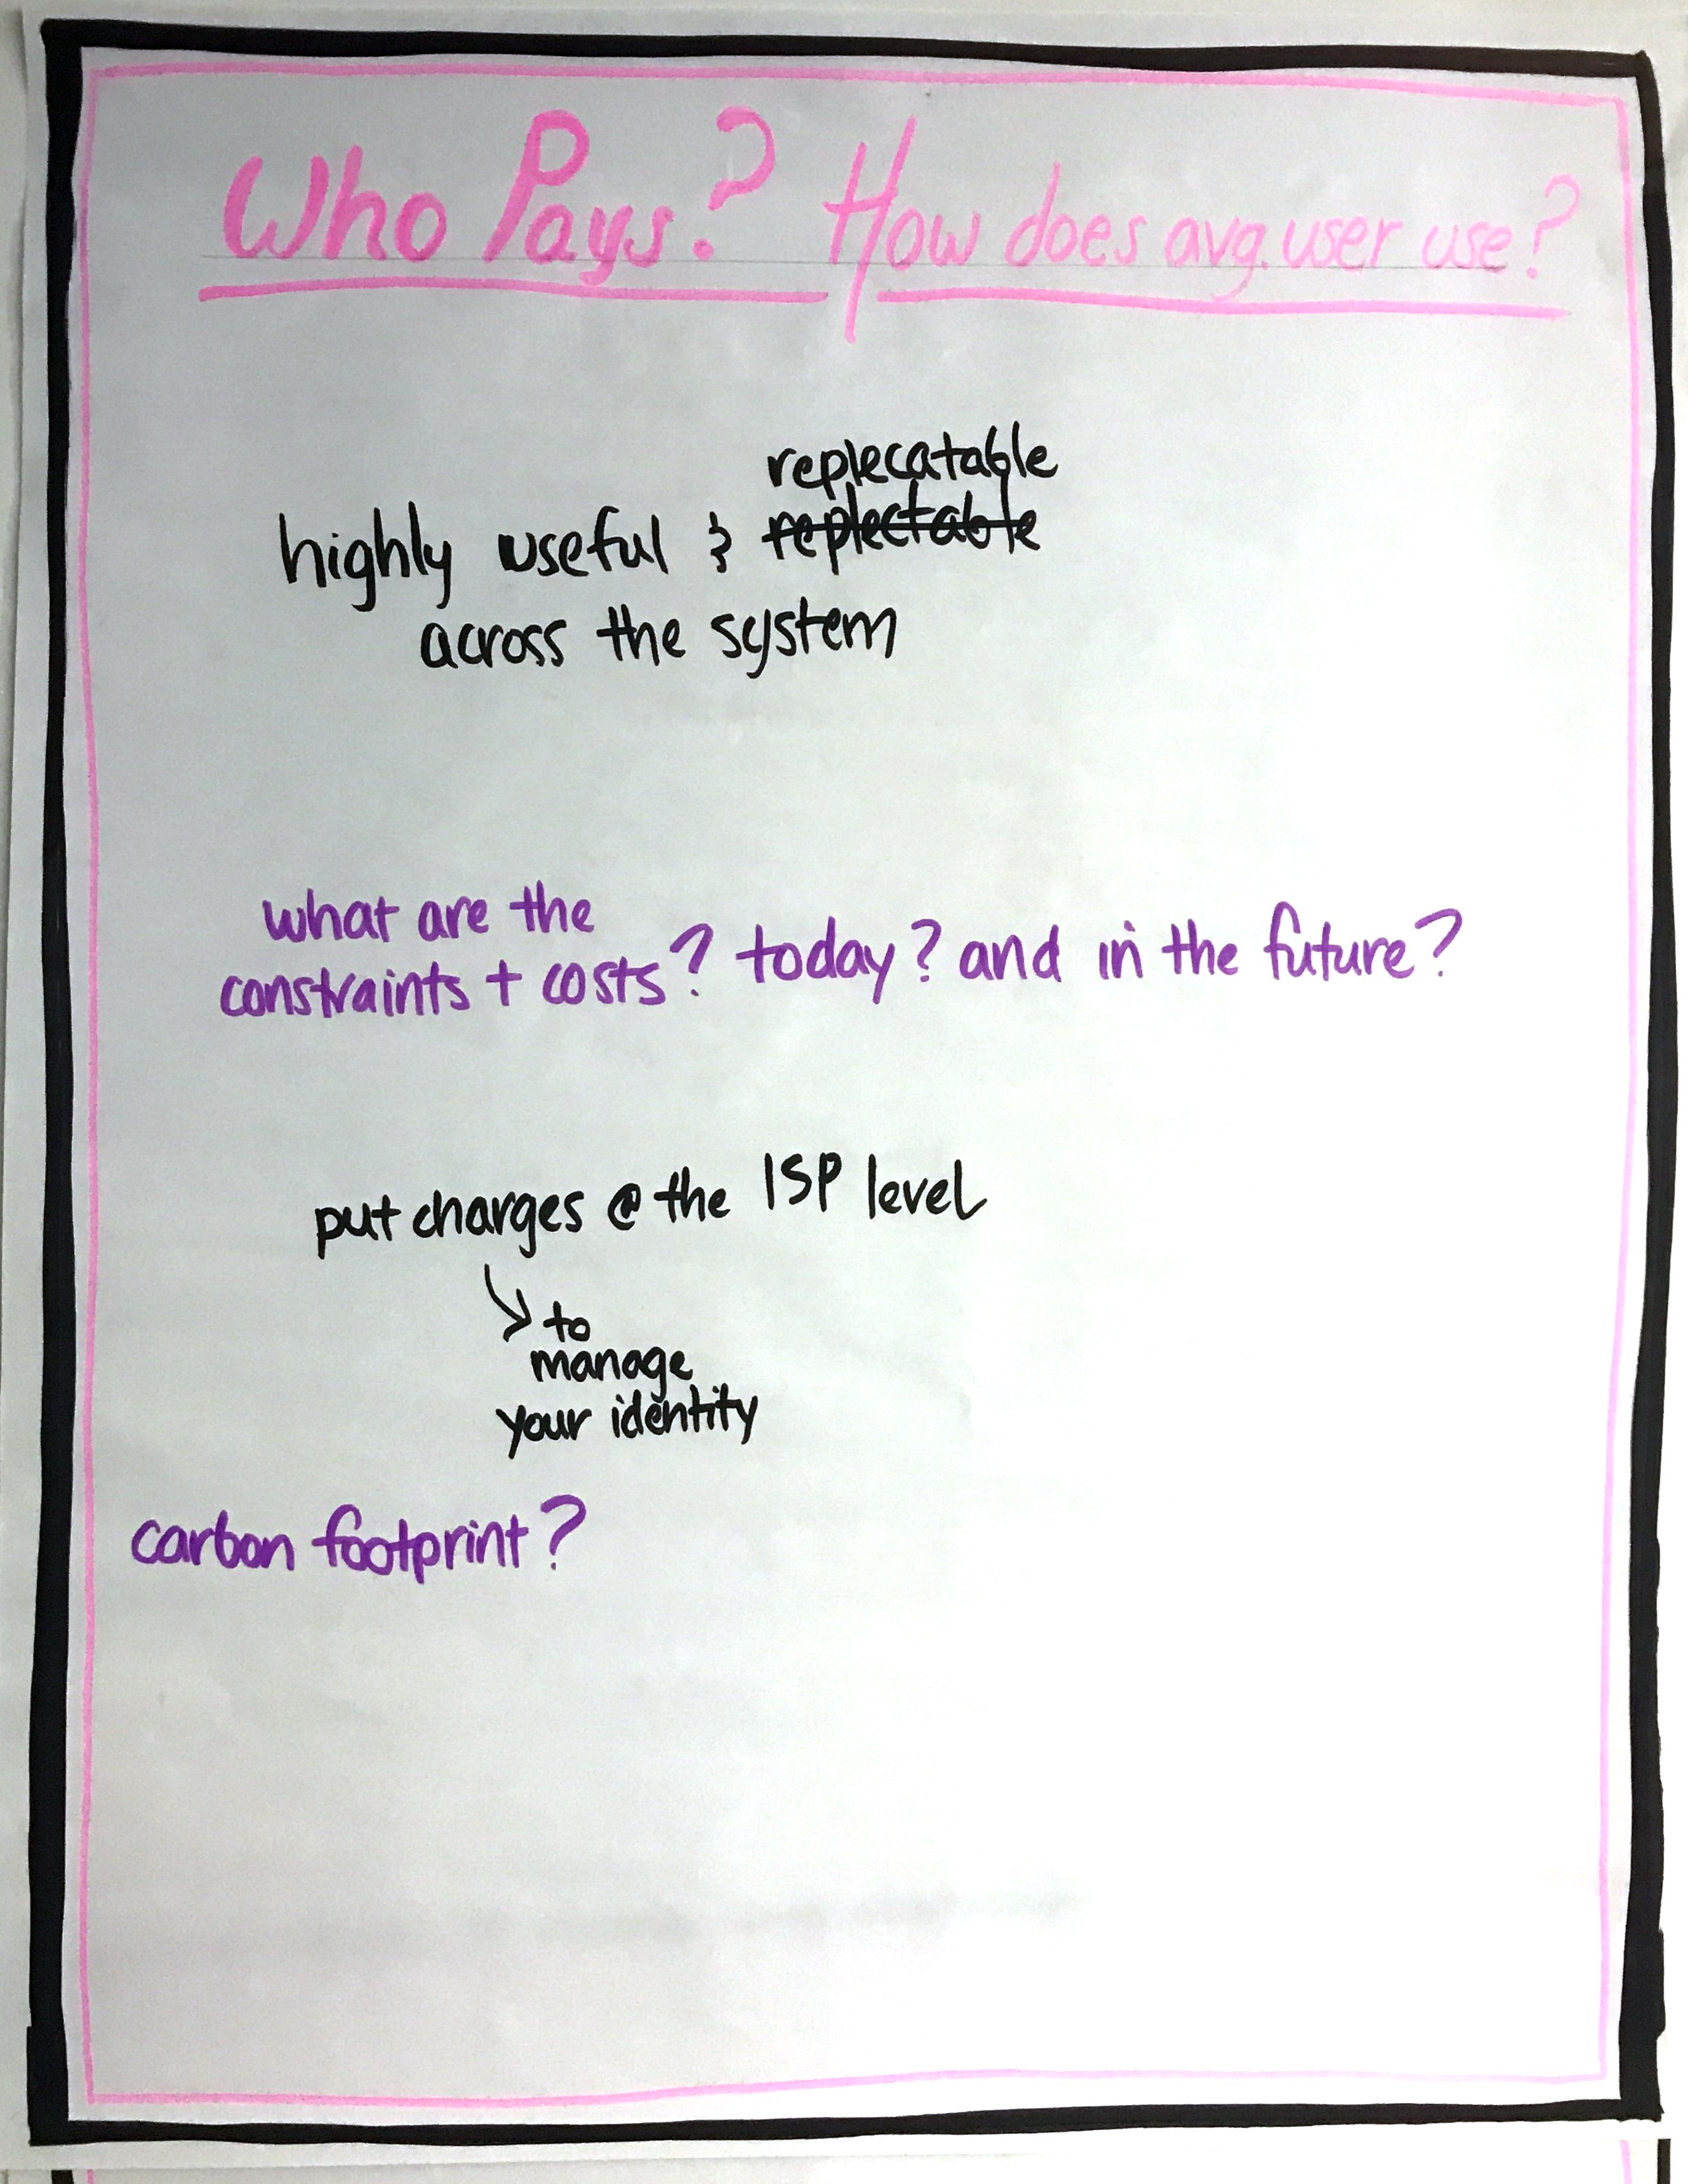 Who Pays? How does avg. user use?
replecatable
highly useful & replectable
across the system
what are the
constraints + costs? today? and in the future?
put charges @ the ISP level
to
manage
your identity
carbon footprint?